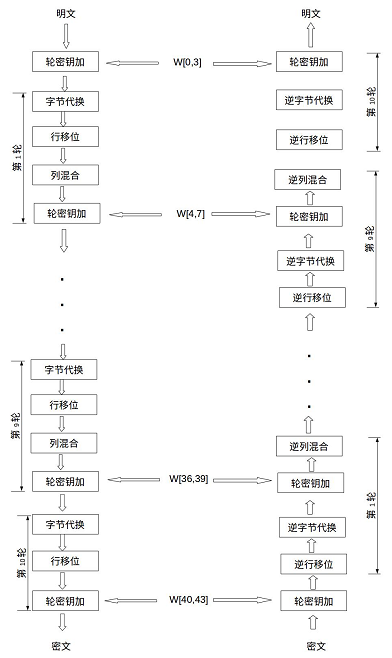 明文 明文
轮密钥加 W[0,3] 轮密钥加
字节代换 逆字节代换 第10轮
第1轮 行移位 逆行移位
列混合 逆列混合
轮密钥加 W[4,7] 轮密钥加
逆字节代换 第9轮
逆行移位
字节代换
第9轮 行移位
列混合 逆列混合
轮密钥加 W[36,39] 轮密钥加 第1轮
字节代换 逆字节代换
第10轮 行移位 逆行移位
轮密钥加 W[40,43] 轮密钥加
密文 密文